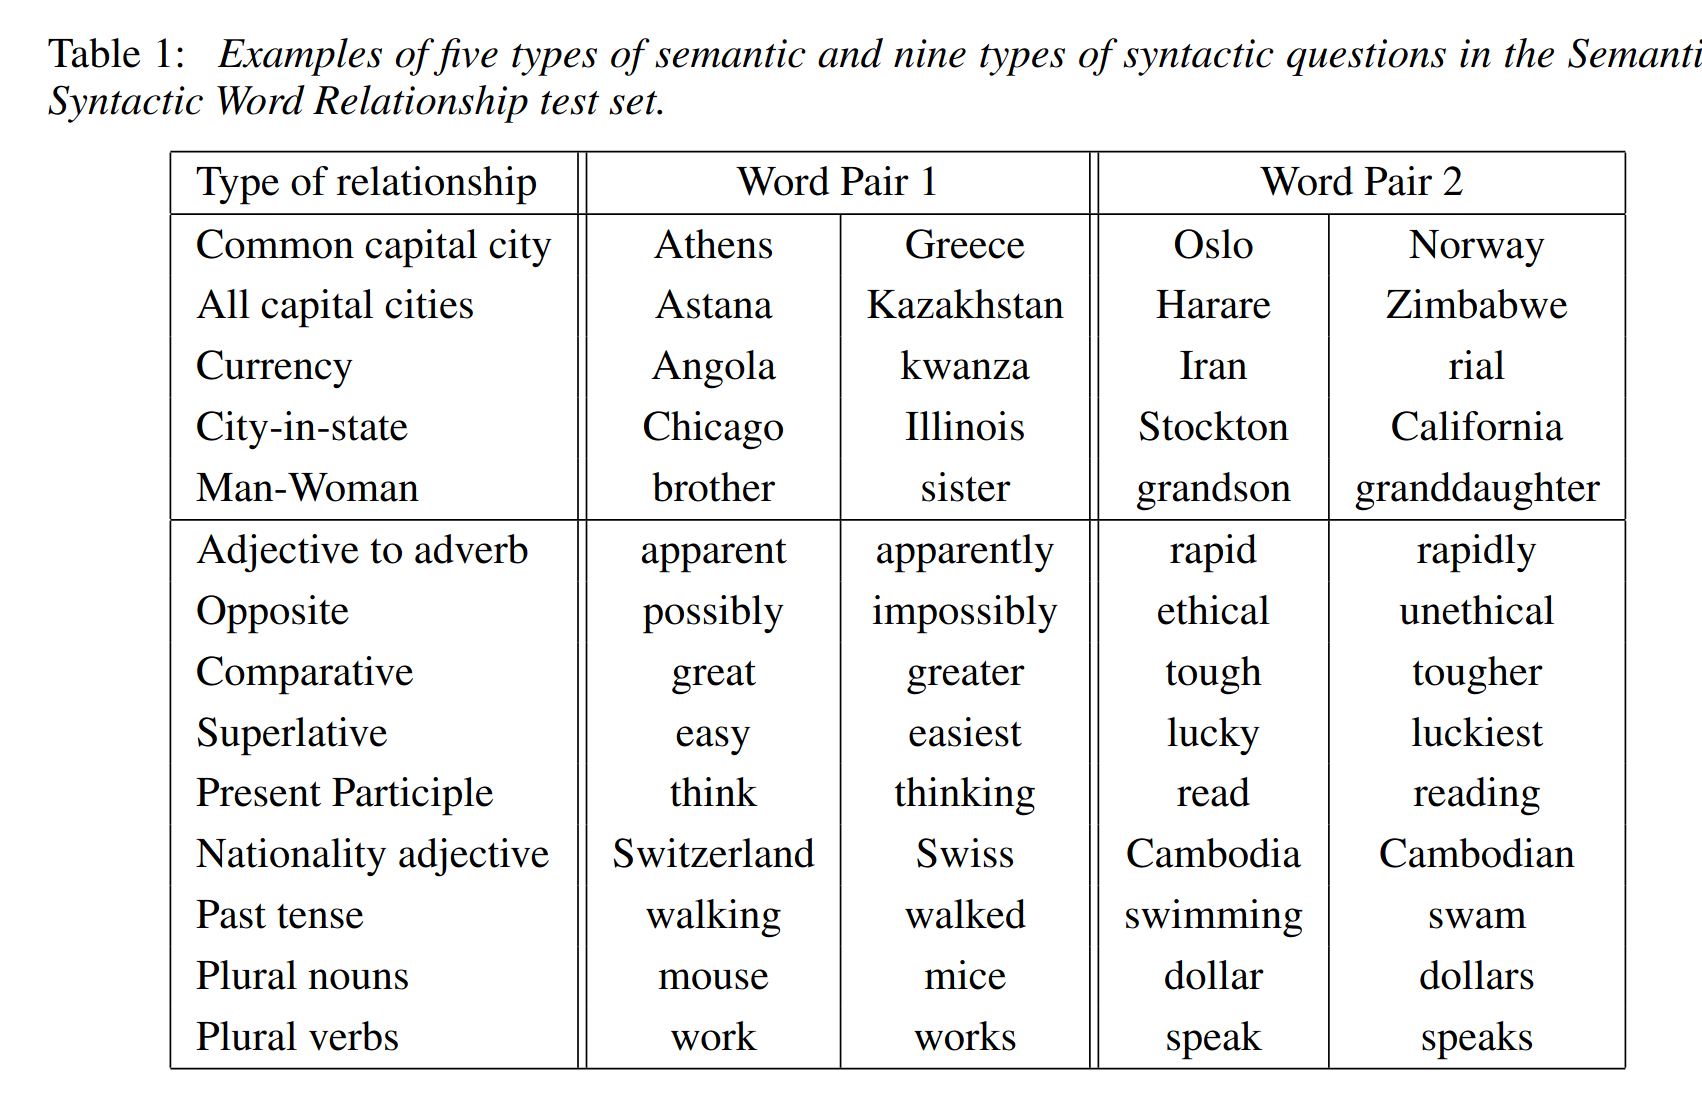 Table 1: Examples of five types of semantic and nine types of syntactic questions in the Semanti
Syntactic Word Relationship test set.
Type of relationship Word Pair 1 Word Pair 2
Common capital city Athens Greece Oslo Norway
All capital cities Astana Kazakhstan Harare Zimbabwe
Currency Angola kwanza Iran rial
City-in-state Chicago Illinois Stockton California
Man-Woman brother sister grandson granddaughter
Adjective to adverb apparent apparently rapid rapidly
Opposite possibly impossibly ethical unethical
Comparative great greater tough tougher
Superlative easy easiest lucky luckiest
Present Participle think thinking read reading
Nationality adjective Switzerland Swiss Cambodia Cambodian
Past tense walking walked swimming swam
Plural nouns mouse mice dollar dollars
Plural verbs work works speak speaks